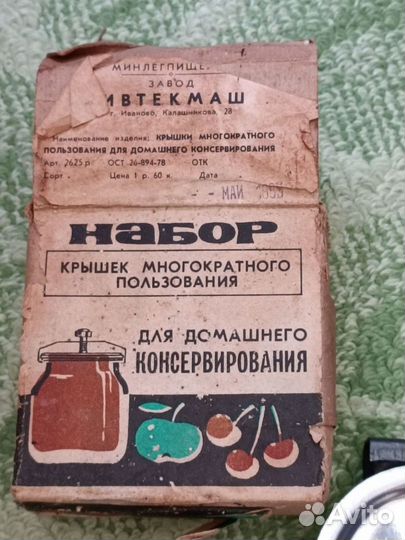 МИНЛЕГПИЩЕ
ЗАВОД
ИВТЕКМАШ
г. Иваново, Калашникова, 28
Наименование изделия: КРЫШКИ МНОГОКРАТНОГО
ПОЛЬЗОВАНИЯ ДЛЯ ДОМАШНЕГО КОНСЕРВИРОВАНИЯ
Арт. 2625 р. ОСТ 26-894-78 ОТК
Сорт - Цена 1 р. 60 к. Дата
- - МАЙ
НАБОР
КРЫШЕК МНОГОКРАТНОГО
ПОЛЬЗОВАНИЯ
ДЛЯ ДОМАШНЕГО
КОНСЕРВИРОВАНИЯ
Avito